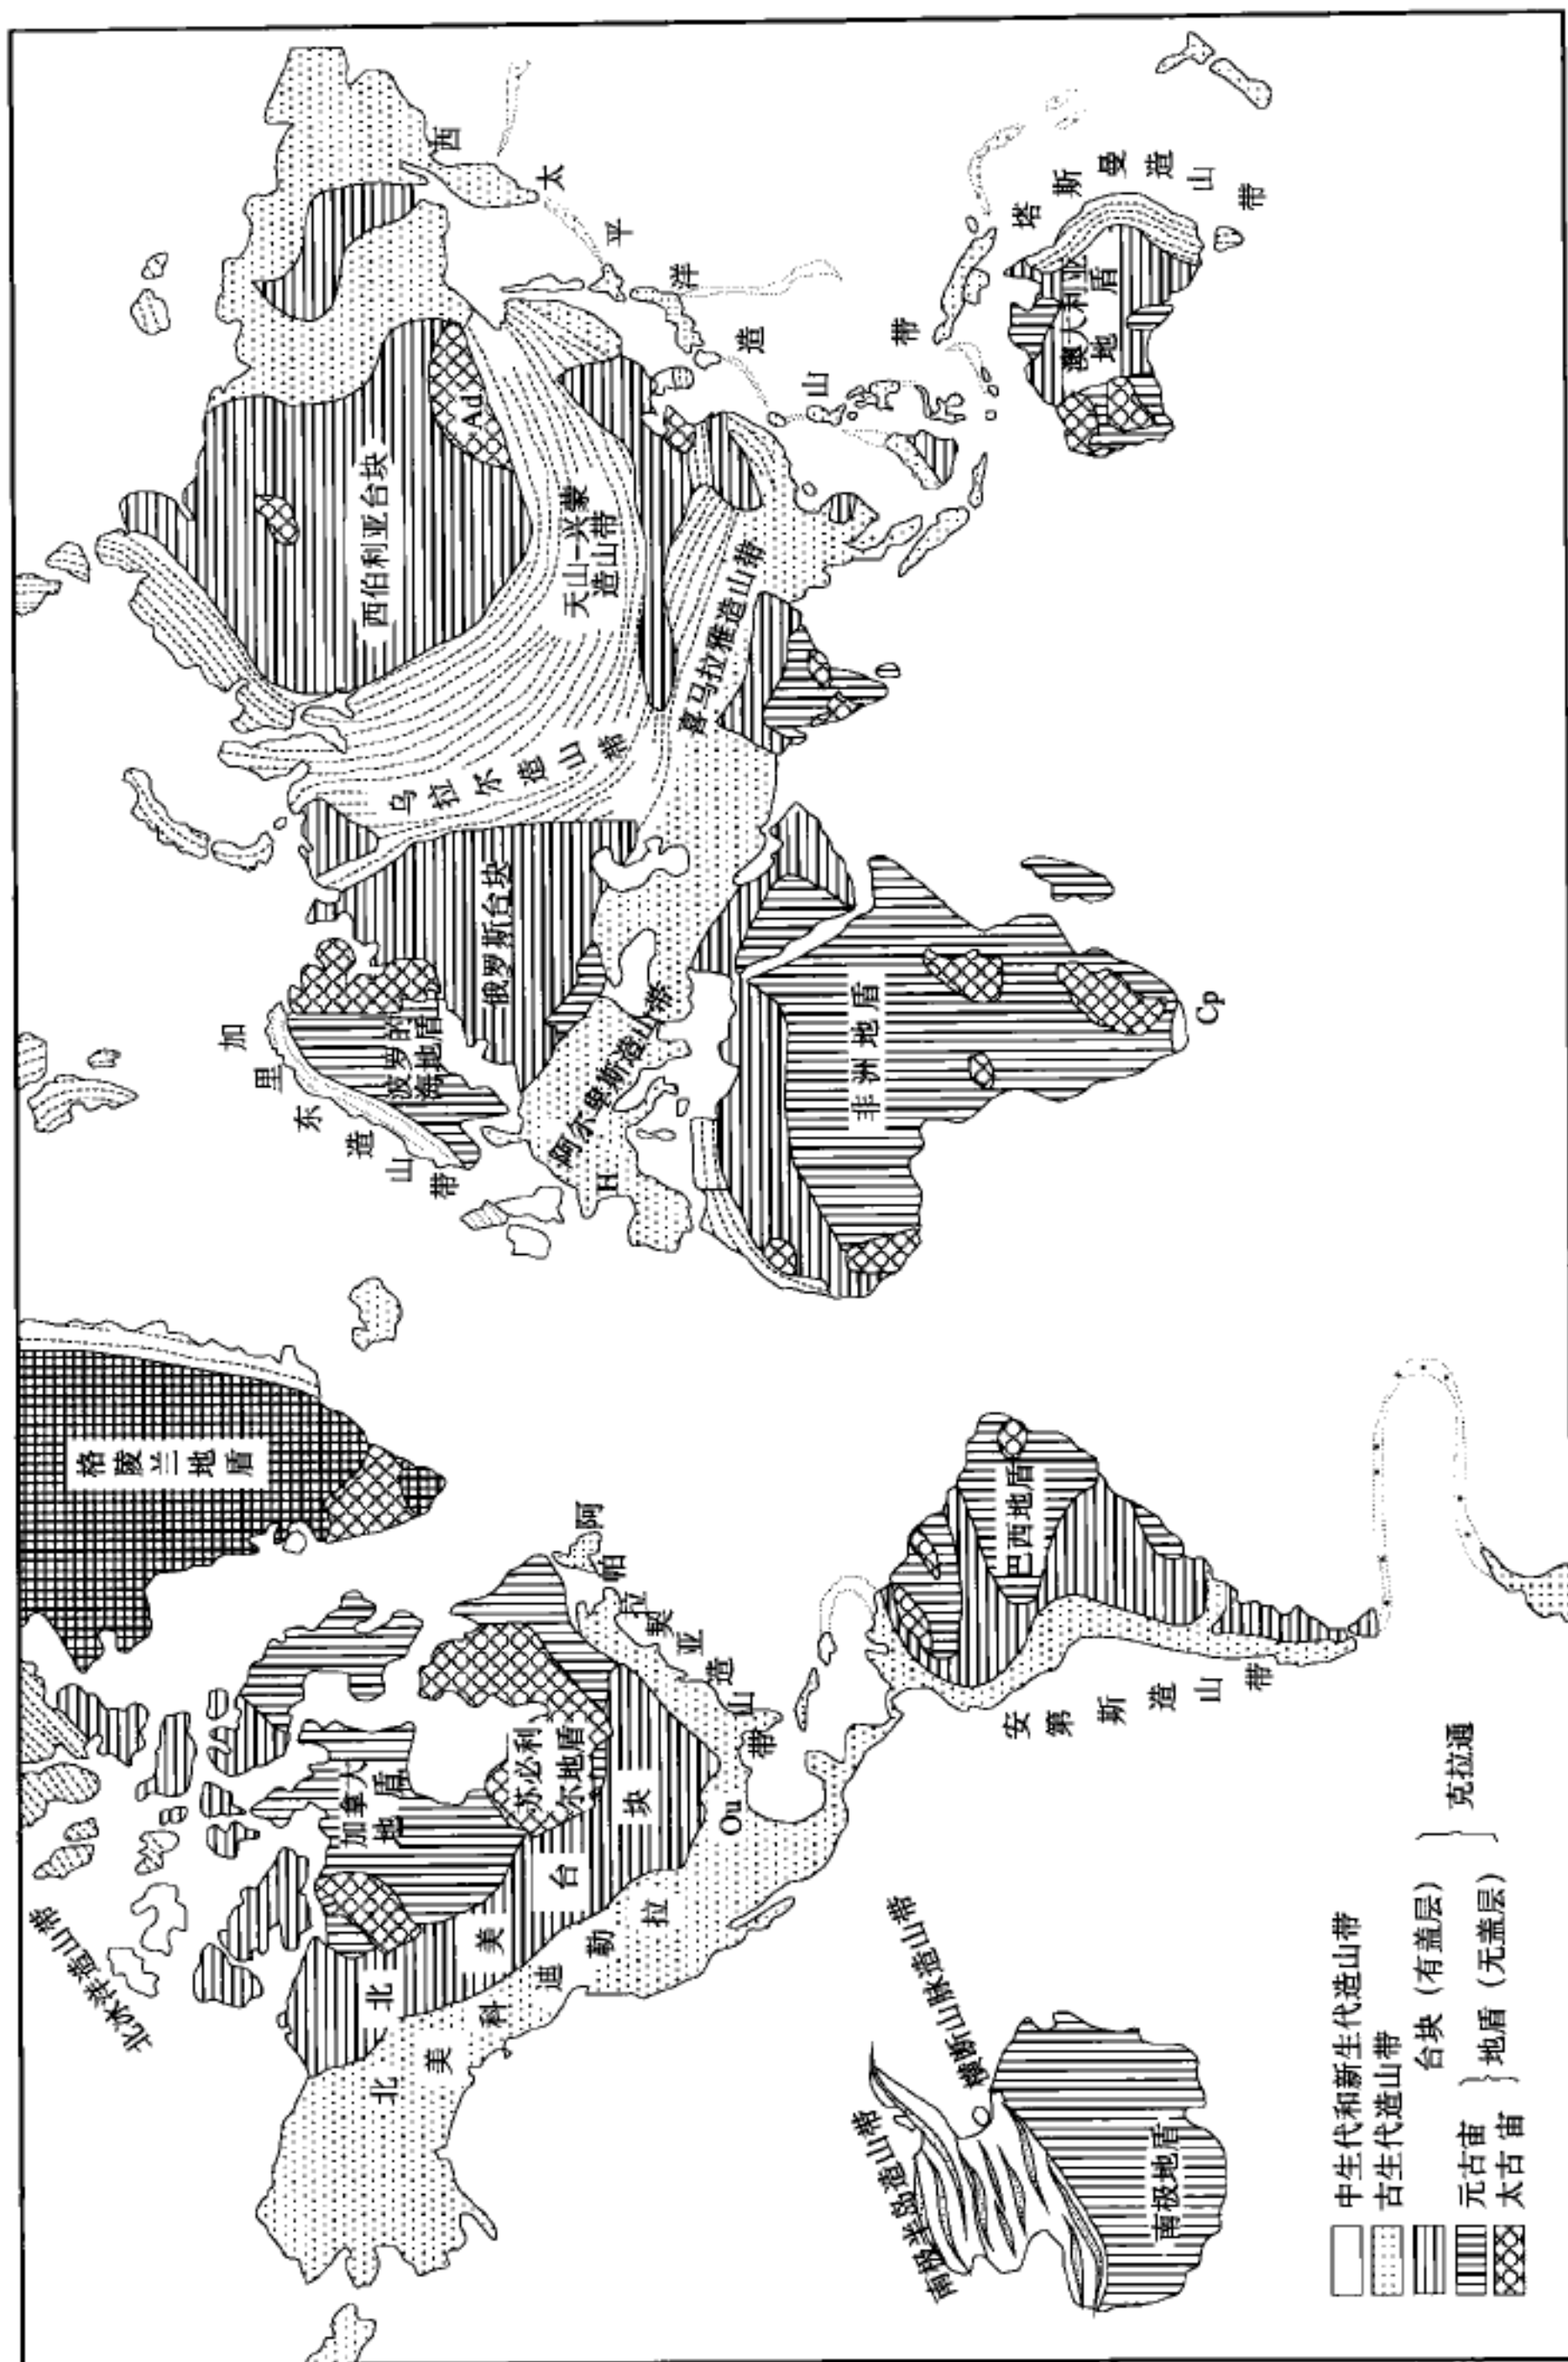 北冰洋造山带
格陵兰地盾
加拿大
地盾
苏必利
尔地盾
北美台块
北美科迪勒拉
阿帕拉契亚造山带
Ou
安第斯造山带
巴西地盾
加里东造山带
波罗的
海地盾
俄罗斯台块
乌拉尔造山带
西伯利亚台块
Ad
天山—兴蒙
造山带
喜马拉雅造山带
阿尔卑斯造山带
H
非洲地盾
Cp
西太平洋造山带
塔斯曼造山带
澳大利亚
地盾
南极半岛造山带
横断山脉造山带
南极地盾
中生代和新生代造山带
古生代造山带
台块（有盖层）
元古宙
太古宙
地盾（无盖层）
克拉通